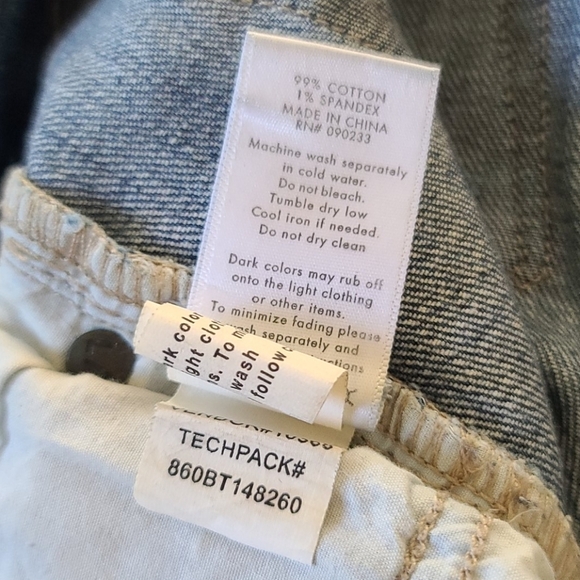 99% COTTON
1% SPANDEX
MADE IN CHINA
RN# 090233
Machine wash separately
in cold water.
Do not bleach.
Tumble dry low
Cool iron if needed.
Do not dry clean
Dark colors may rub off
onto the light clothing
or other items.
To minimize fading please
wash separately and
TECHPACK#
860BT148260